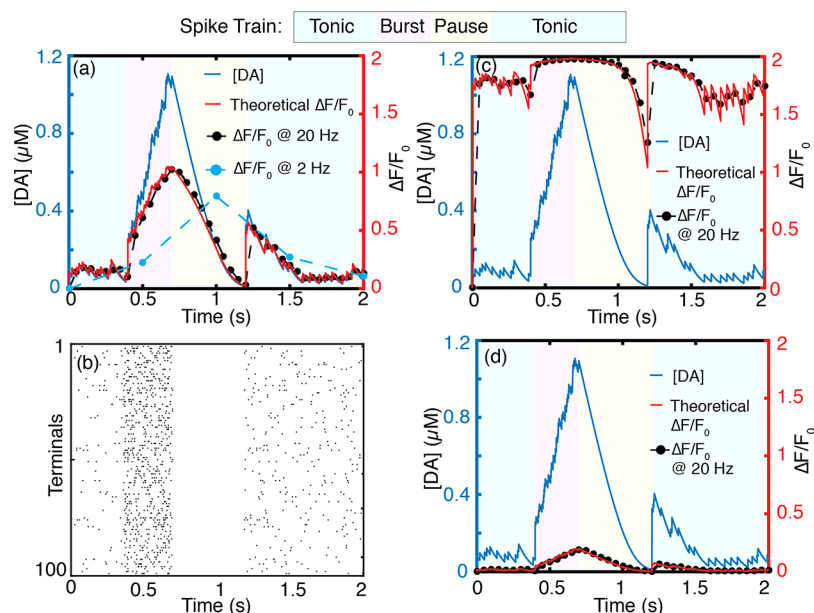 Spike Train: Tonic Burst Pause Tonic
(a)
[DA]
Theoretical ΔF/F0
ΔF/F0 @ 20 Hz
ΔF/F0 @ 2 Hz
[DA] (μM)
1.2
1.0
0.8
0.4
0
ΔF/F0
2
1.5
1
0.5
0
0 0.5 1 1.5 2
Time (s)
(c)
[DA]
Theoretical
ΔF/F0
ΔF/F0
@ 20 Hz
[DA] (μM)
1.2
0.8
0.4
0
ΔF/F0
2
1.5
1
0.5
0
0 0.5 1 1.5 2
Time (s)
(b)
Terminals
1
100
0 0.5 1 1.5 2
Time (s)
(d)
[DA]
Theoretical
ΔF/F0
ΔF/F0
@ 20 Hz
[DA] (μM)
1.2
0.8
0.4
0
ΔF/F0
2
1.5
1
0.5
0
0 0.5 1 1.5 2
Time (s)